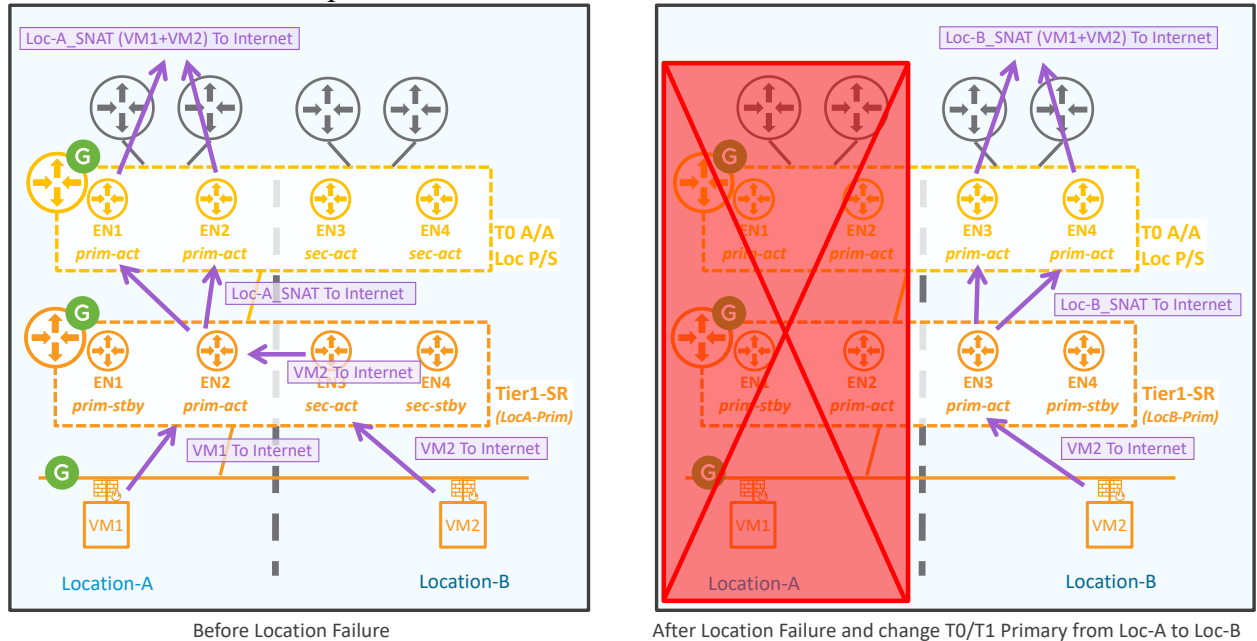 Loc-A_SNAT (VM1+VM2) To Internet
G
EN1 EN2 EN3 EN4
prim-act prim-act sec-act sec-act
T0 A/A
Loc P/S
Loc-A_SNAT To Internet
G
EN1 EN2 EN3 EN4
VM2 To Internet
prim-stby prim-act sec-act sec-stby
Tier1-SR
(LocA-Prim)
VM1 To Internet
VM2 To Internet
G
VM1
VM2
Location-A
Location-B
Before Location Failure
Loc-B_SNAT (VM1+VM2) To Internet
G
EN1 EN2 EN3 EN4
prim-act prim-act prim-act prim-act
T0 A/A
Loc P/S
Loc-B_SNAT To Internet
G
EN1 EN2 EN3 EN4
prim-stby prim-act prim-act prim-stby
Tier1-SR
(LocB-Prim)
VM2 To Internet
G
VM1
VM2
Location-A
Location-B
After Location Failure and change T0/T1 Primary from Loc-A to Loc-B